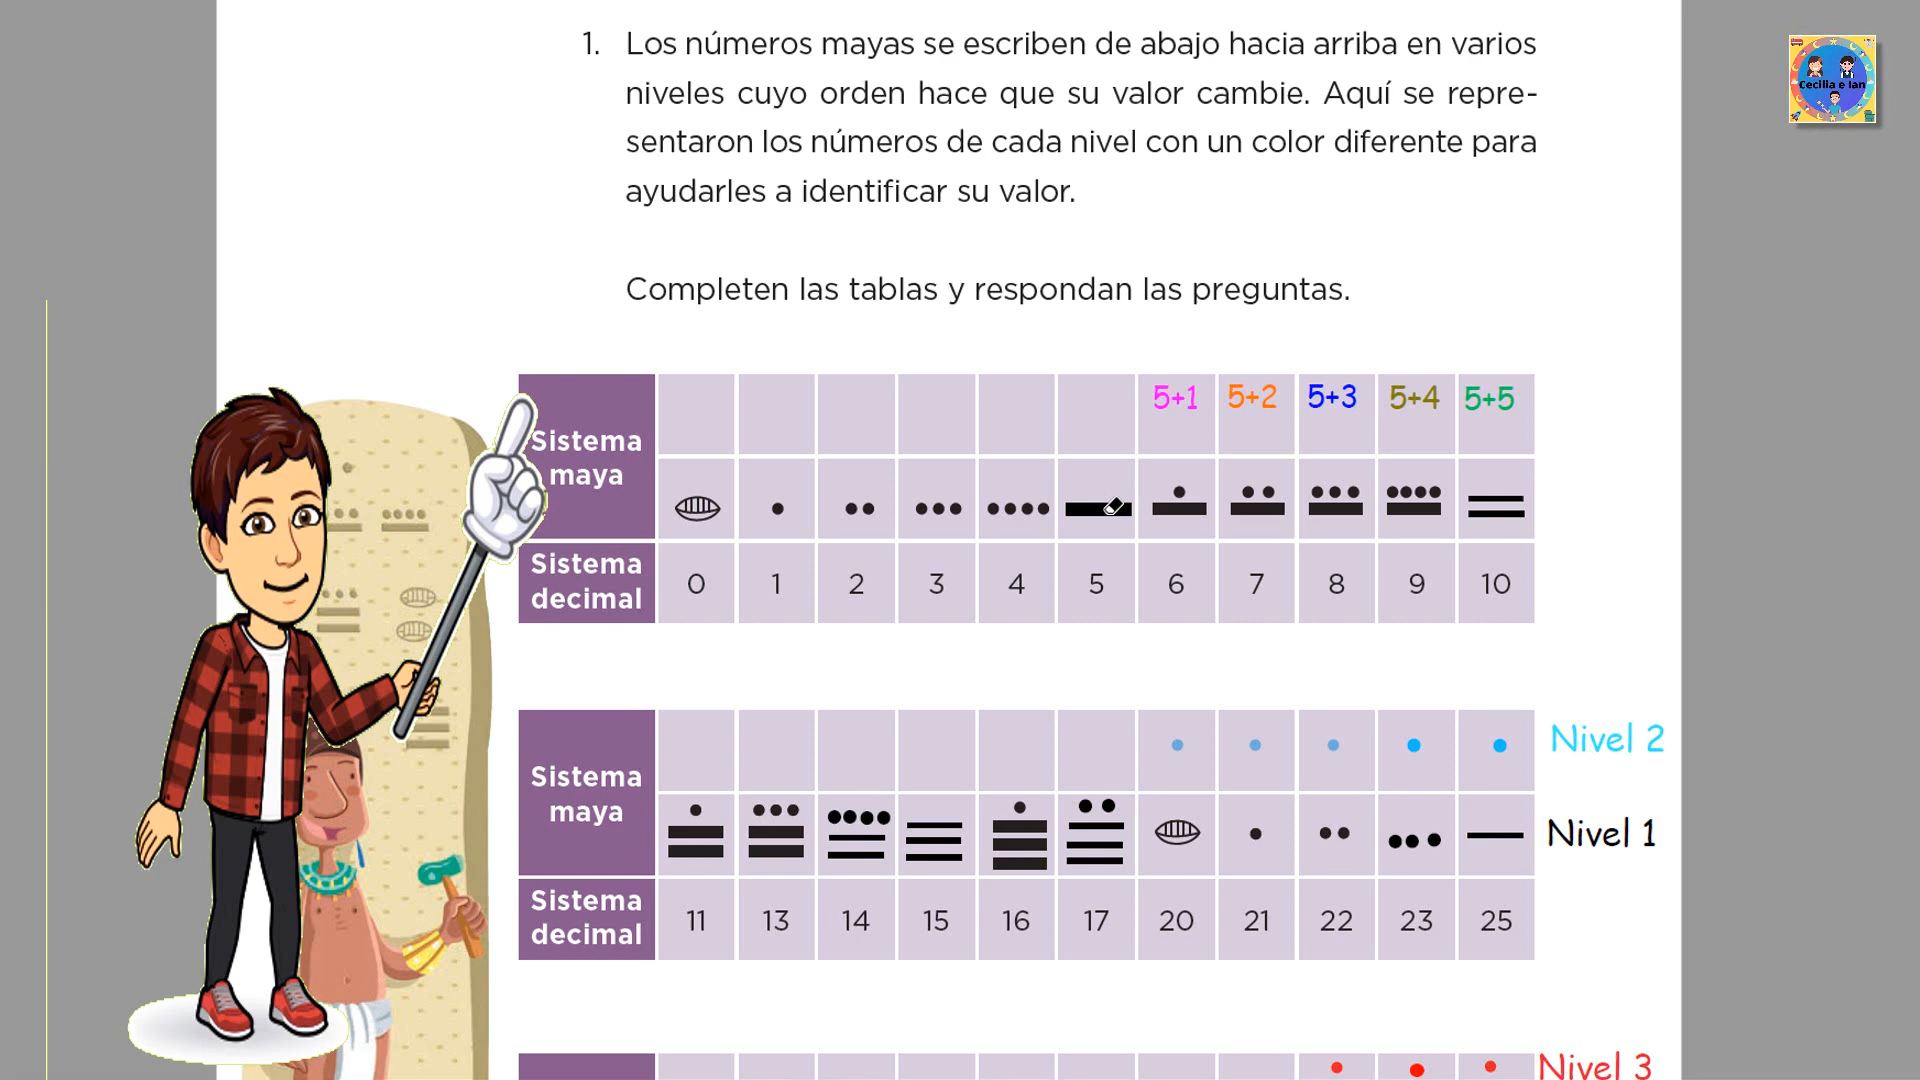 1. Los números mayas se escriben de abajo hacia arriba en varios
niveles cuyo orden hace que su valor cambie. Aquí se repre-
sentaron los números de cada nivel con un color diferente para
ayudarles a identificar su valor.
Completen las tablas y respondan las preguntas.
Cecilia e Ian
5+1 5+2 5+3 5+4 5+5
Sistema
maya
Sistema
decimal
0 1 2 3 4 5 6 7 8 9 10
Nivel 2
Sistema
maya
Nivel 1
Sistema
decimal
11 13 14 15 16 17 20 21 22 23 25
Nivel 3